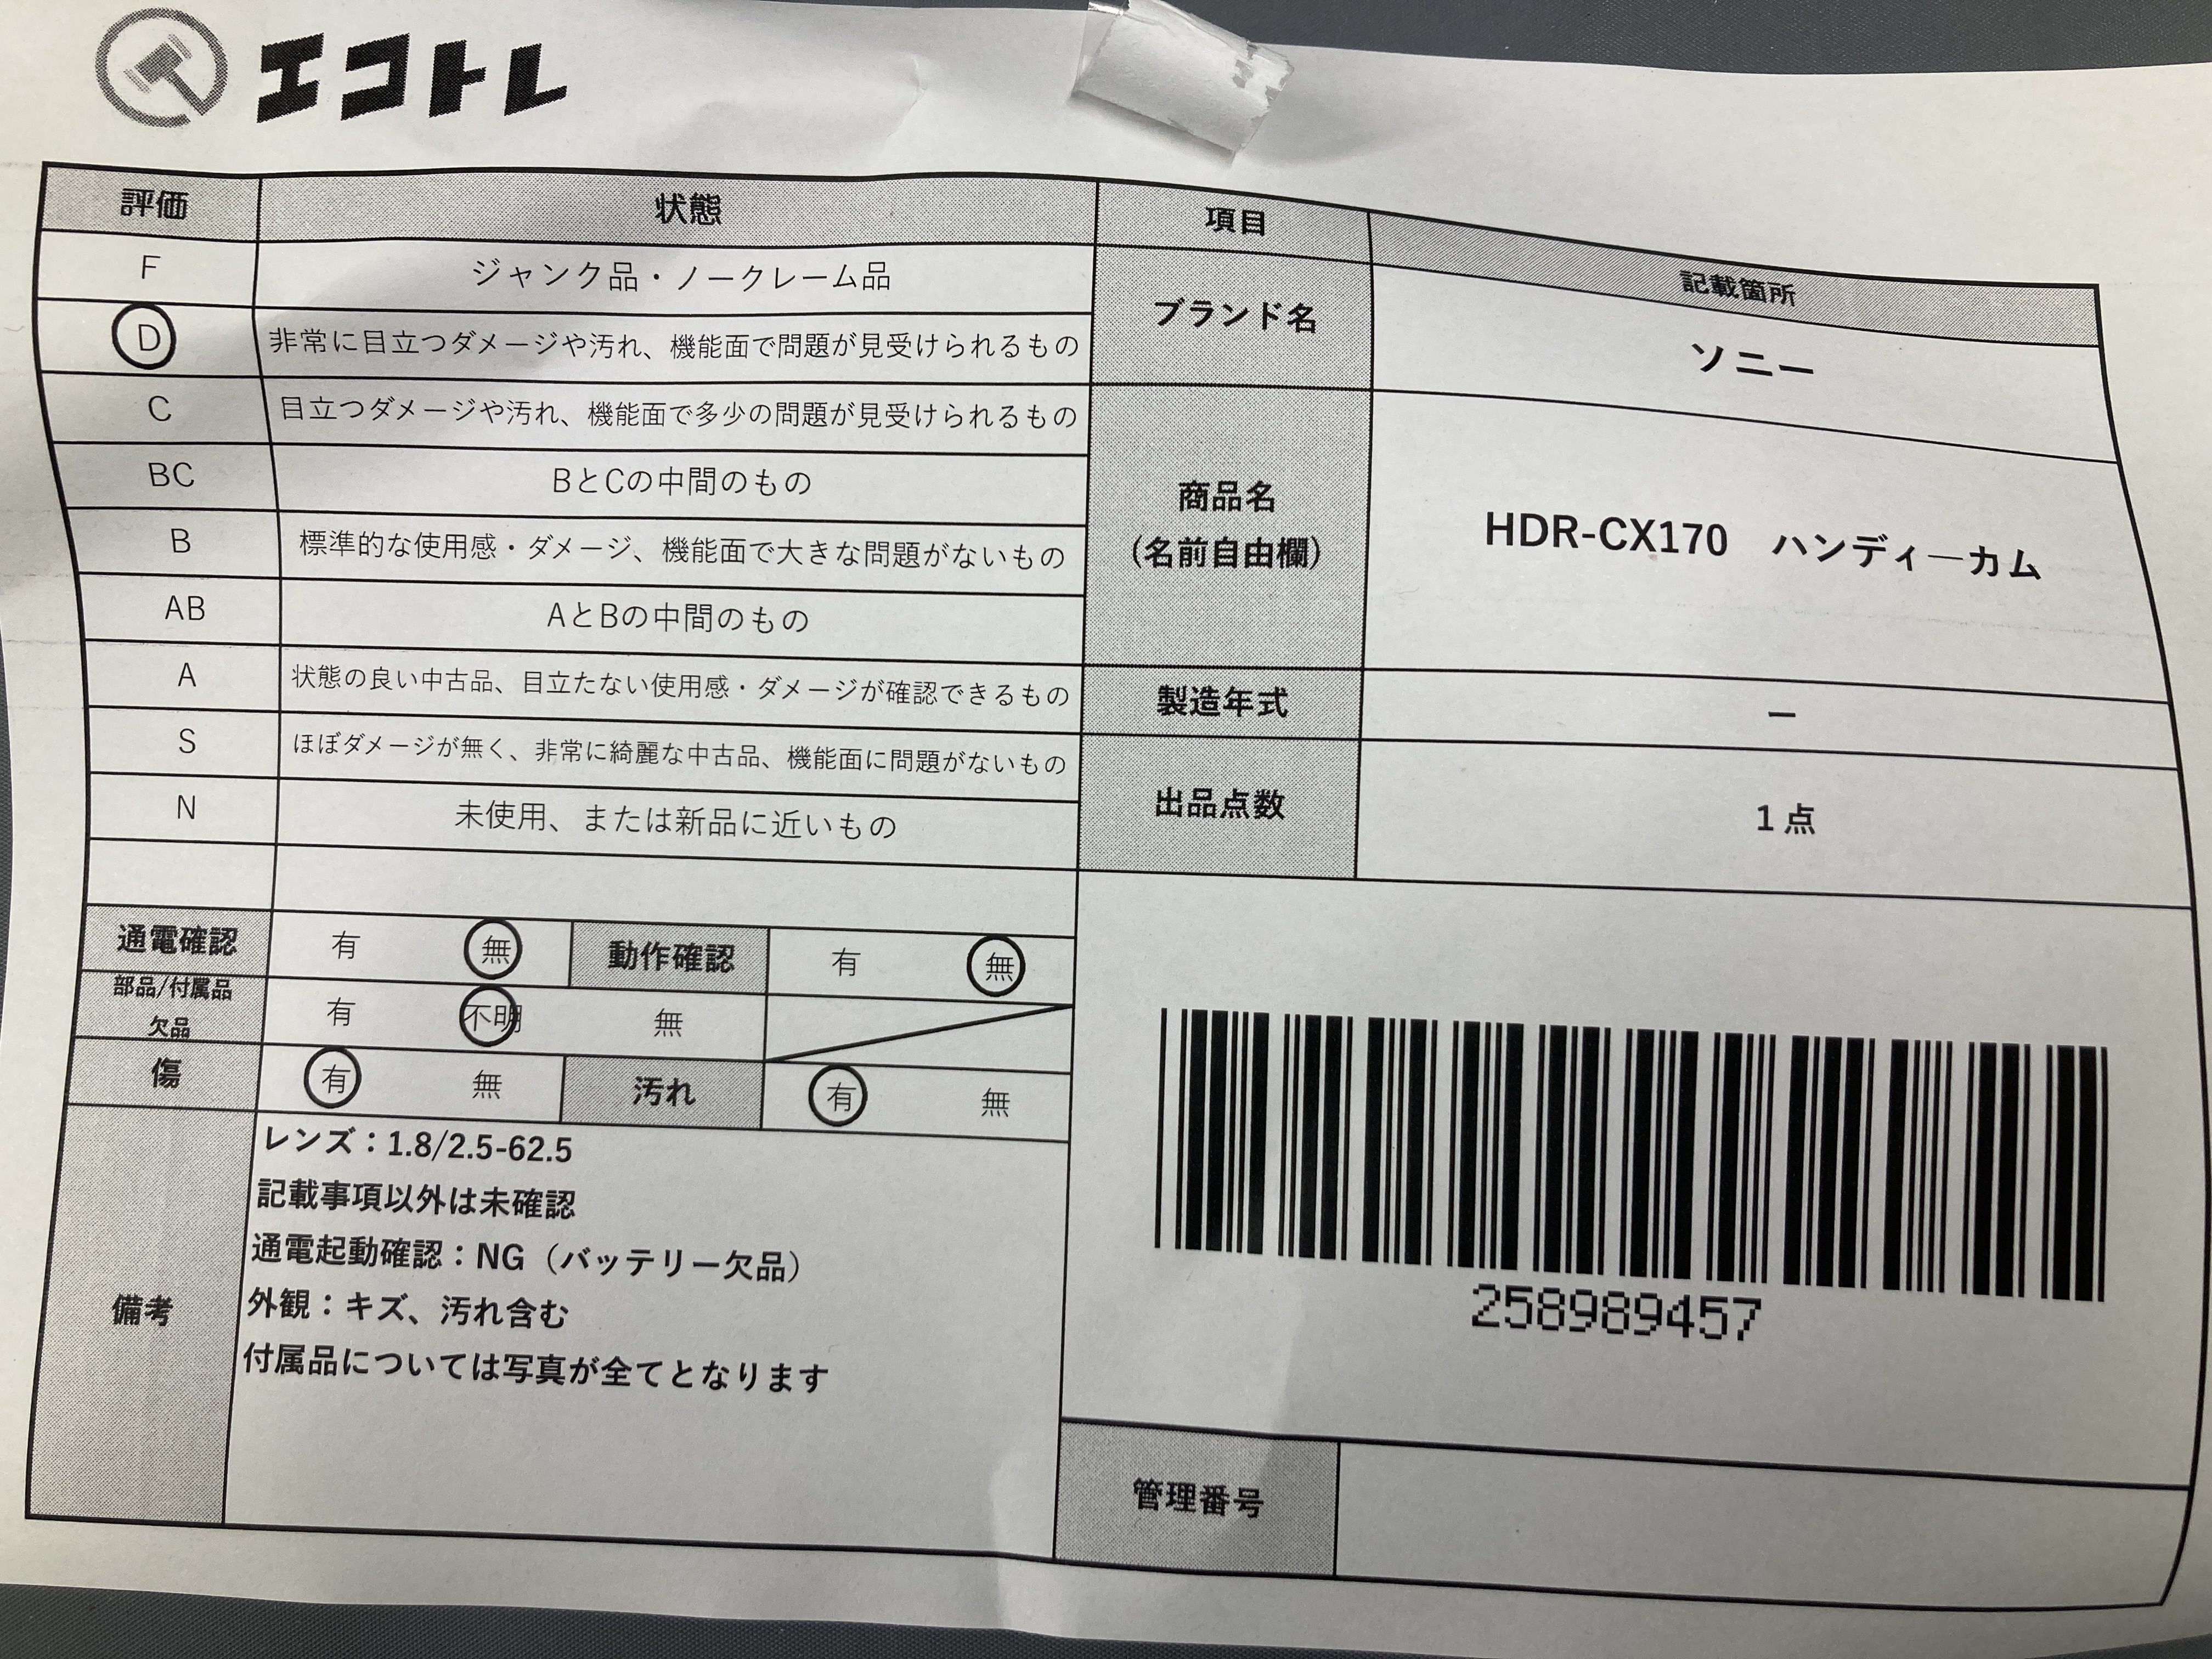 エコトレ
評価 状態
F ジャンク品・ノークレーム品
D 非常に目立つダメージや汚れ、機能面で問題が見受けられるもの
C 目立つダメージや汚れ、機能面で多少の問題が見受けられるもの
BC BとCの中間のもの
B 標準的な使用感・ダメージ、機能面で大きな問題がないもの
AB AとBの中間のもの
A 状態の良い中古品、目立たない使用感・ダメージが確認できるもの
S ほぼダメージが無く、非常に綺麗な中古品、機能面に問題がないもの
N 未使用、または新品に近いもの
通電確認 有 無 動作確認 有 無
部品/付属品
欠品 有 不明 無
傷 有 無 汚れ 有 無
備考
レンズ：1.8/2.5-62.5
記載事項以外は未確認
通電起動確認：NG（バッテリー欠品）
外観：キズ、汚れ含む
付属品については写真が全てとなります
項目 記載箇所
ブランド名 ソニー
商品名
(名前自由欄) HDR-CX170 ハンディーカム
製造年式 ー
出品点数 1点
258989457
管理番号